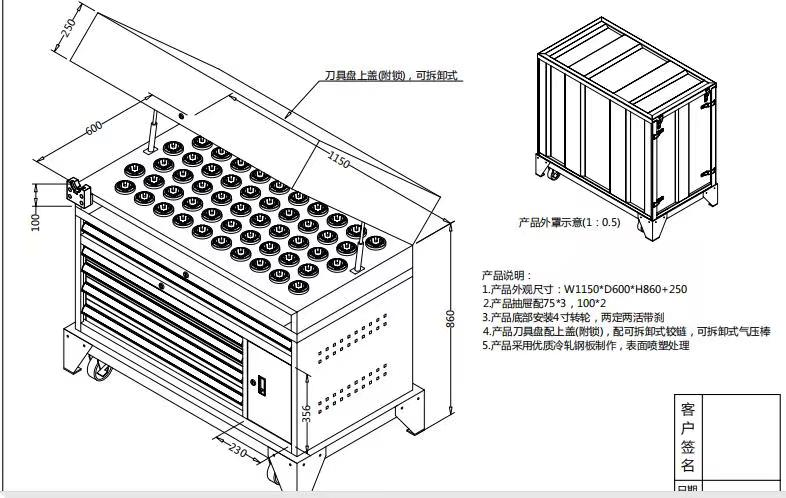 250
刀具盘上盖(附锁)，可拆卸式
600
1150
100
860
356
230
产品外罩示意(1：0.5)
产品说明：
1.产品外观尺寸：W1150*D600*H860+250
2.产品抽屉配75*3，100*2
3.产品底部安装4寸转轮，两定两活带刹
4.产品刀具盘配上盖(附锁)，配可拆卸式铰链，可拆卸式气压棒
5.产品采用优质冷轧钢板制作，表面喷塑处理
客
户
签
名
日期